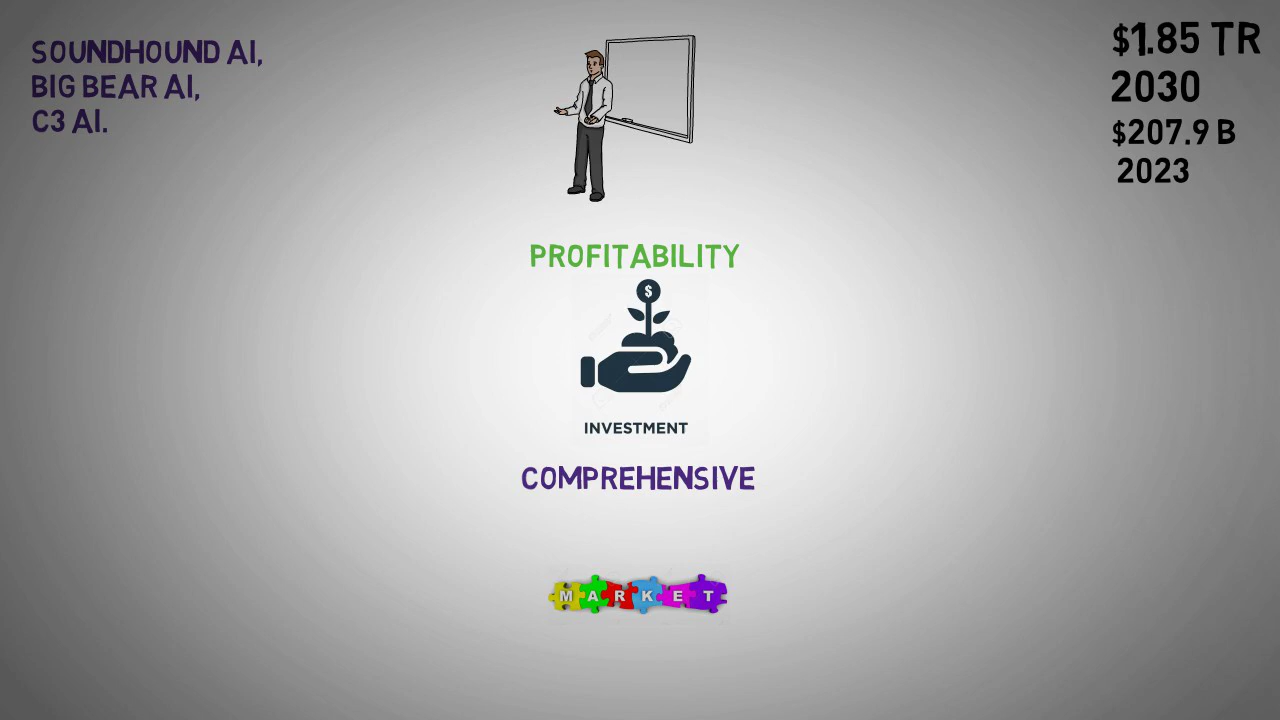 SOUNDHOUND AI,
BIG BEAR AI,
C3 AI.
$1.85 TR
2030
$207.9 B
2023
PROFITABILITY
$
INVESTMENT
COMPREHENSIVE
MARKET